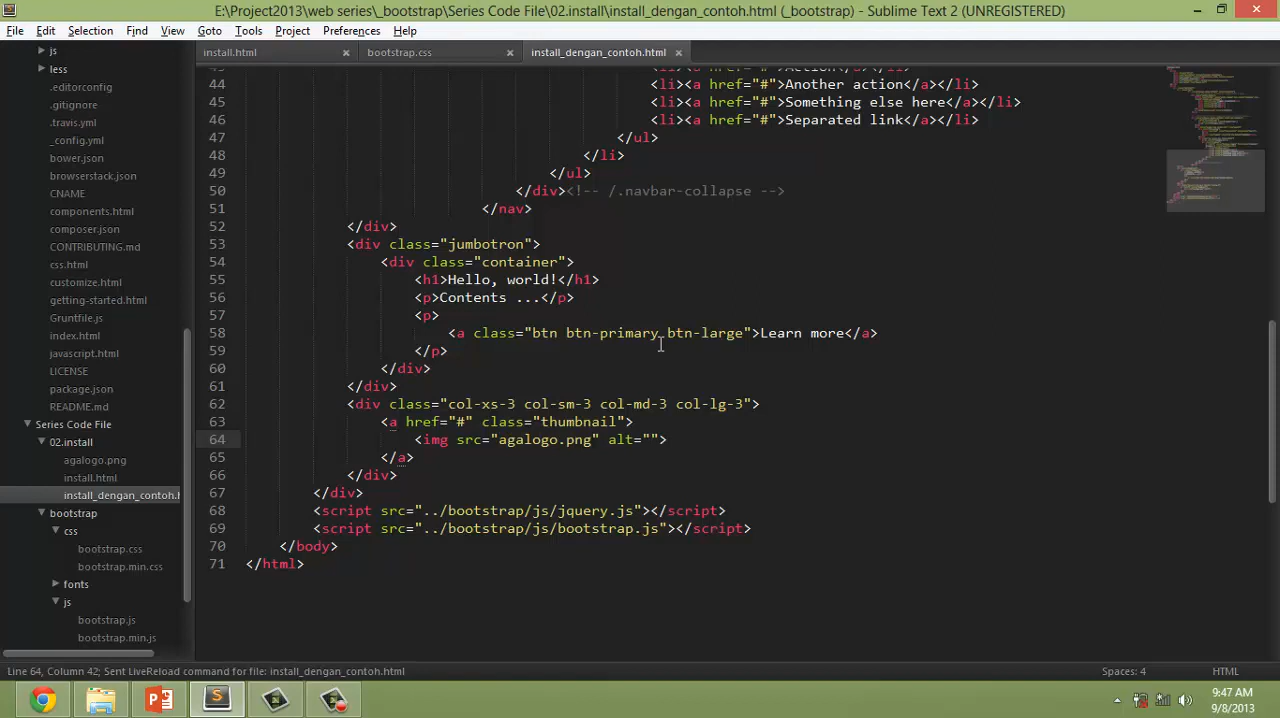 E:\Project2013\web series\_bootstrap\Series Code File\02.install\install_dengan_contoh.html (_bootstrap) - Sublime Text 2 (UNREGISTERED)
File Edit Selection Find View Goto Tools Project Preferences Help
install.html
bootstrap.css
install_dengan_contoh.html
js
less
.editorconfig
.gitignore
.travis.yml
_config.yml
bower.json
browserstack.json
CNAME
components.html
composer.json
CONTRIBUTING.md
css.html
customize.html
getting-started.html
Gruntfile.js
index.html
javascript.html
LICENSE
package.json
README.md
Series Code File
02.install
agalogo.png
install.html
install_dengan_contoh.h
bootstrap
css
bootstrap.css
bootstrap.min.css
fonts
js
bootstrap.js
bootstrap.min.js
43 <li><a href="#">Action</a></li>
44 <li><a href="#">Another action</a></li>
45 <li><a href="#">Something else here</a></li>
46 <li><a href="#">Separated link</a></li>
47 </ul>
48 </li>
49 </ul>
50 </div><!-- /.navbar-collapse -->
51 </nav>
52 </div>
53 <div class="jumbotron">
54 <div class="container">
55 <h1>Hello, world!</h1>
56 <p>Contents ...</p>
57 <p>
58 <a class="btn btn-primary btn-large">Learn more</a>
59 </p>
60 </div>
61 </div>
62 <div class="col-xs-3 col-sm-3 col-md-3 col-lg-3">
63 <a href="#" class="thumbnail">
64 <img src="agalogo.png" alt="">
65 </a>
66 </div>
67 </div>
68 <script src="../bootstrap/js/jquery.js"></script>
69 <script src="../bootstrap/js/bootstrap.js"></script>
70 </body>
71 </html>
Line 64, Column 42; Sent LiveReload command for file: install_dengan_contoh.html
Spaces: 4
HTML
9:47 AM
9/8/2013